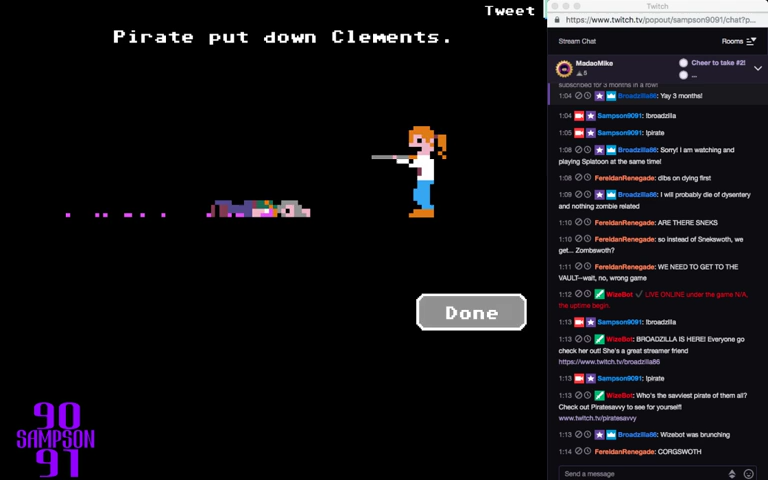 Tweet
Pirate put down Clements.
Done
90
SAMPSON
91
Twitch
https://www.twitch.tv/popout/sampson9091/chat?p...
Stream Chat
Rooms
MadaoMike
Cheer to take #2!
6
...
subscribed for 3 months in a row!
1:04 Broadzilla86: Yay 3 months!
1:04 Sampson9091: !broadzilla
1:05 Sampson9091: !pirate
1:08 Broadzilla86: Sorry! I am watching and
playing Splatoon at the same time!
1:08 FereldanRenegade: dibs on dying first
1:09 Broadzilla86: I will probably die of dysentery
and nothing zombie related
1:10 FereldanRenegade: ARE THERE SNEKS
1:10 FereldanRenegade: so instead of Snekswoth, we
get... Zombswoth?
1:11 FereldanRenegade: WE NEED TO GET TO THE
VAULT--wait, no, wrong game
1:12 WizeBot ✓ LIVE ONLINE under the game N/A,
the uptime begin.
1:13 Sampson9091: !broadzilla
1:13 WizeBot: BROADZILLA IS HERE! Everyone go
check her out! She's a great streamer friend
https://www.twitch.tv/broadzilla86
1:13 Sampson9091: !pirate
1:13 WizeBot: Who's the savviest pirate of them all?
Check out Piratesavvy to see for yourself!
www.twitch.tv/piratesavvy
1:13 Broadzilla86: Wizebot was brunching
1:14 FereldanRenegade: CORGSWOTH
Send a message